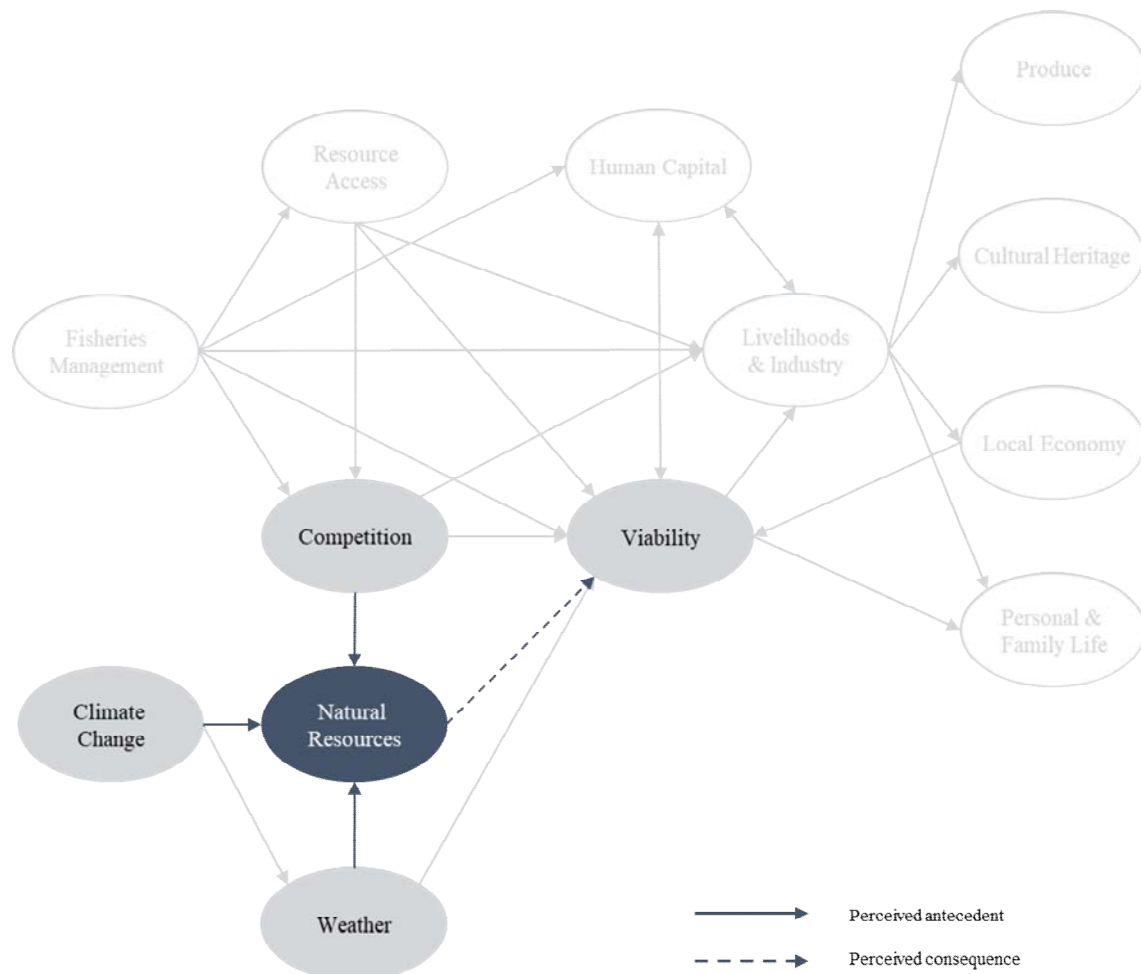 Produce
Resource
Access
Human Capital
Cultural Heritage
Fisheries
Management
Livelihoods
& Industry
Local Economy
Competition
Viability
Personal &
Family Life
Climate
Change
Natural
Resources
Weather
Perceived antecedent
Perceived consequence